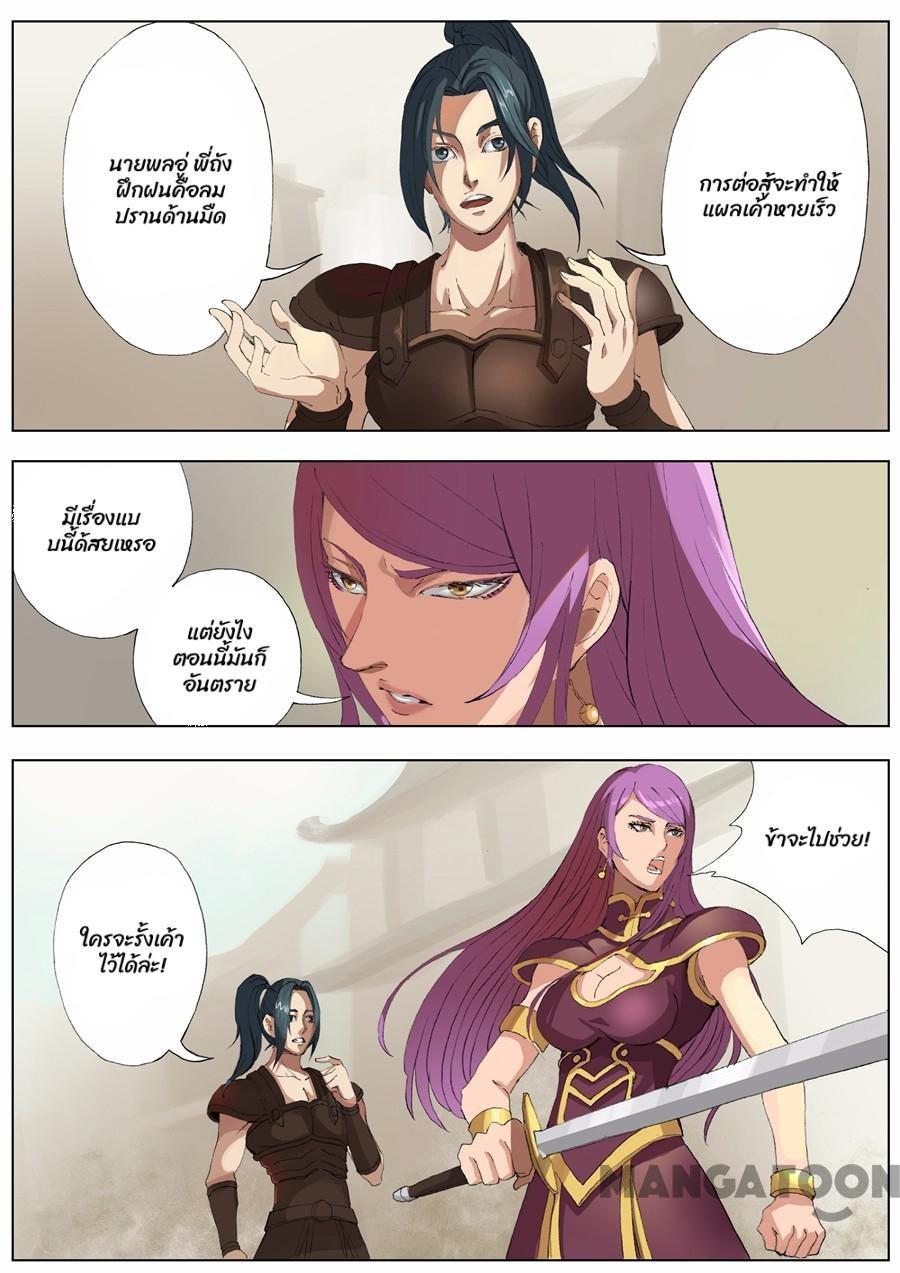 นายพลอู่ พี่ถัง
ฝึกฝนคือลม
ปรานด้านมืด
การต่อสู้จะทำให้
แผลเค้าหายเร็ว
มีเรื่องแบ
บนี้ด้สยเหรอ
แต่ยังไง
ตอนนี้มันก็
อันตราย
ข้าจะไปช่วย!
ใครจะรั้งเค้า
ไว้ได้ล่ะ!
MANGATOON